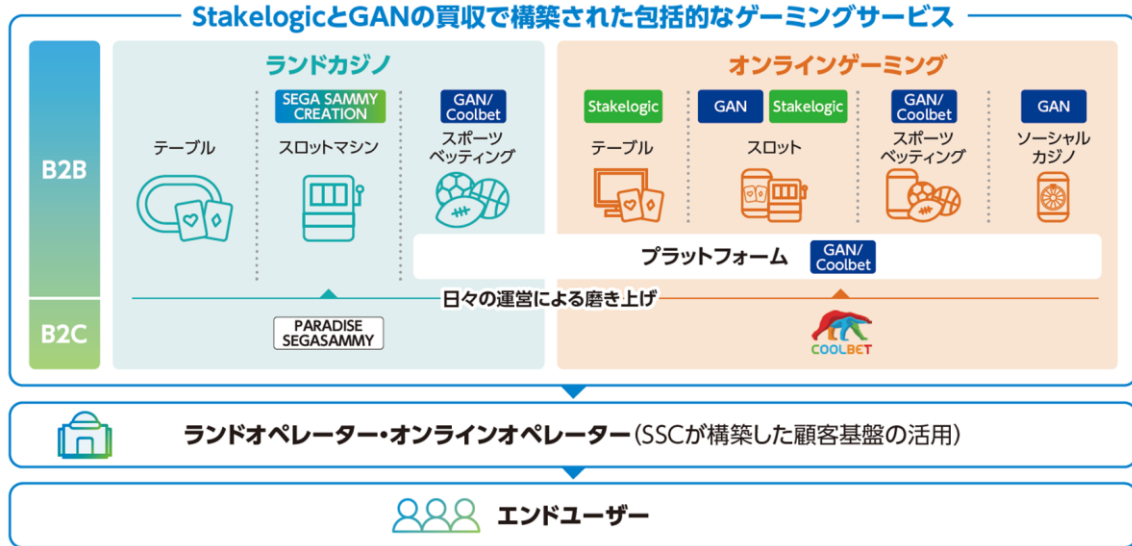 StakelogicとGANの買収で構築された包括的なゲーミングサービス
B2B
ランドカジノ
テーブル
SEGA SAMMY
CREATION
スロットマシン
GAN/
Coolbet
スポーツ
ベッティング
オンラインゲーミング
Stakelogic
テーブル
GAN
Stakelogic
スロット
GAN/
Coolbet
スポーツ
ベッティング
GAN
ソーシャル
カジノ
プラットフォーム
GAN/
Coolbet
日々の運営による磨き上げ
B2C
PARADISE
SEGASAMMY
COOLBET
ランドオペレーター・オンラインオペレーター(SSCが構築した顧客基盤の活用)
エンドユーザー